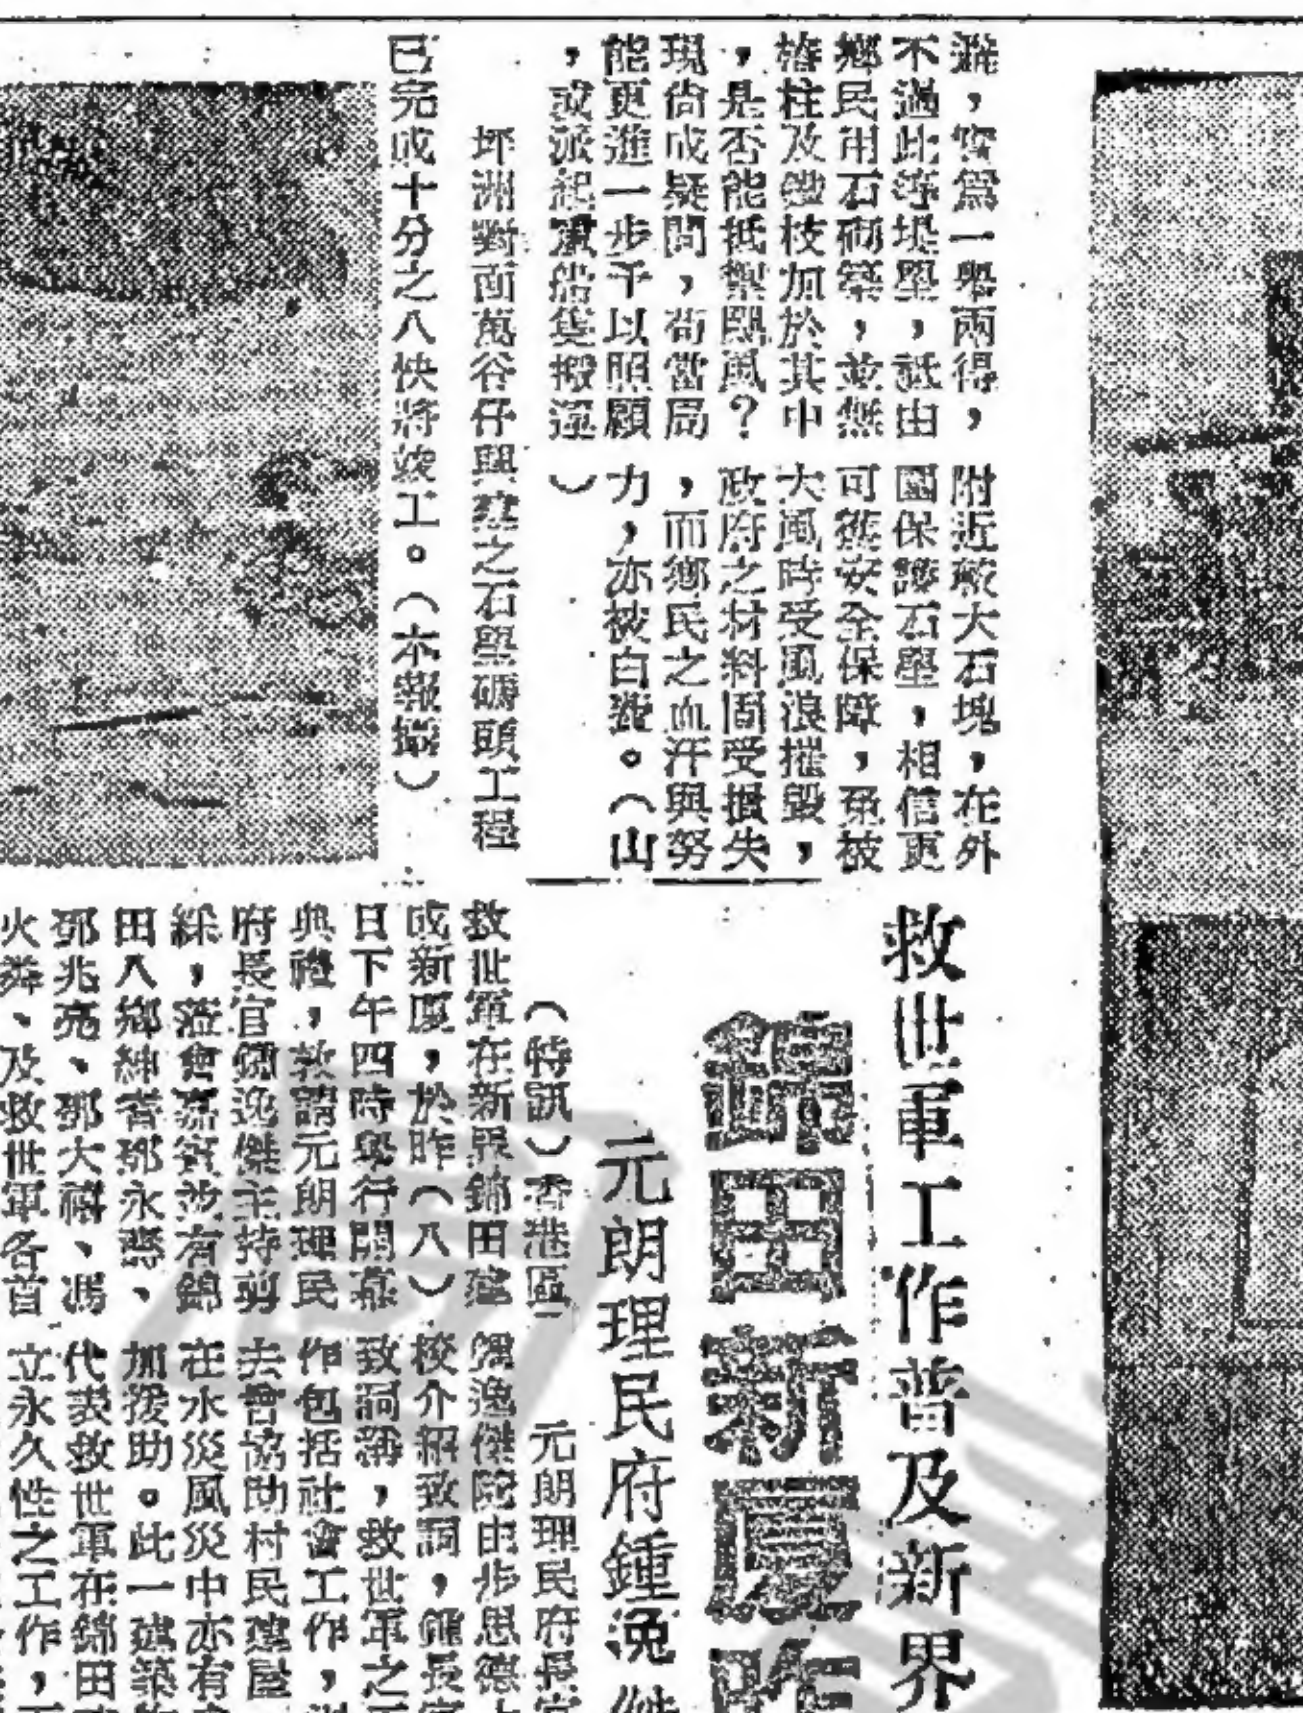 避，實爲一舉兩得，
不過此等堤壆，祗由
鄉民用石砌築，並無
樁柱及鐵枝加於其中
，是否能抵禦颶風？
現尙成疑問，苟當局
能更進一步予以照顧
，或派起重船隻搬運
附近較大石塊，在外
圍保護石壆，相信更
可獲安全保障，免被
大風時受風浪摧毀，
政府之材料固受損失
，而鄉民之血汗與努
力，亦被白費。（山
）
坪洲對面萬谷仔與建之石壆碼頭工程
已完成十分之八快將竣工。（本報攝）
救世軍工作普及新界
錦田新廈昨
元朗理民府鍾逸傑
（特訊）香港區
救世軍在新界錦田建
成新廈，於昨（八）
日下午四時舉行開幕
典禮，敦請元朗理民
府長官鍾逸傑主持剪
綵，蒞會嘉賓計有錦
田八鄉紳耆鄧永、
鄧兆亮、鄧大禧、馮
火、及救世軍各首
元朗理民府長官
鍾逸傑院由步思德
校介紹致詞，鍾長官
致詞稱，救世軍之工
作包括社會工作，
去曾協助村民建屋
在水災風災中亦有
加援助。此一建築物
代表救世軍在錦田
立永久性之工作，